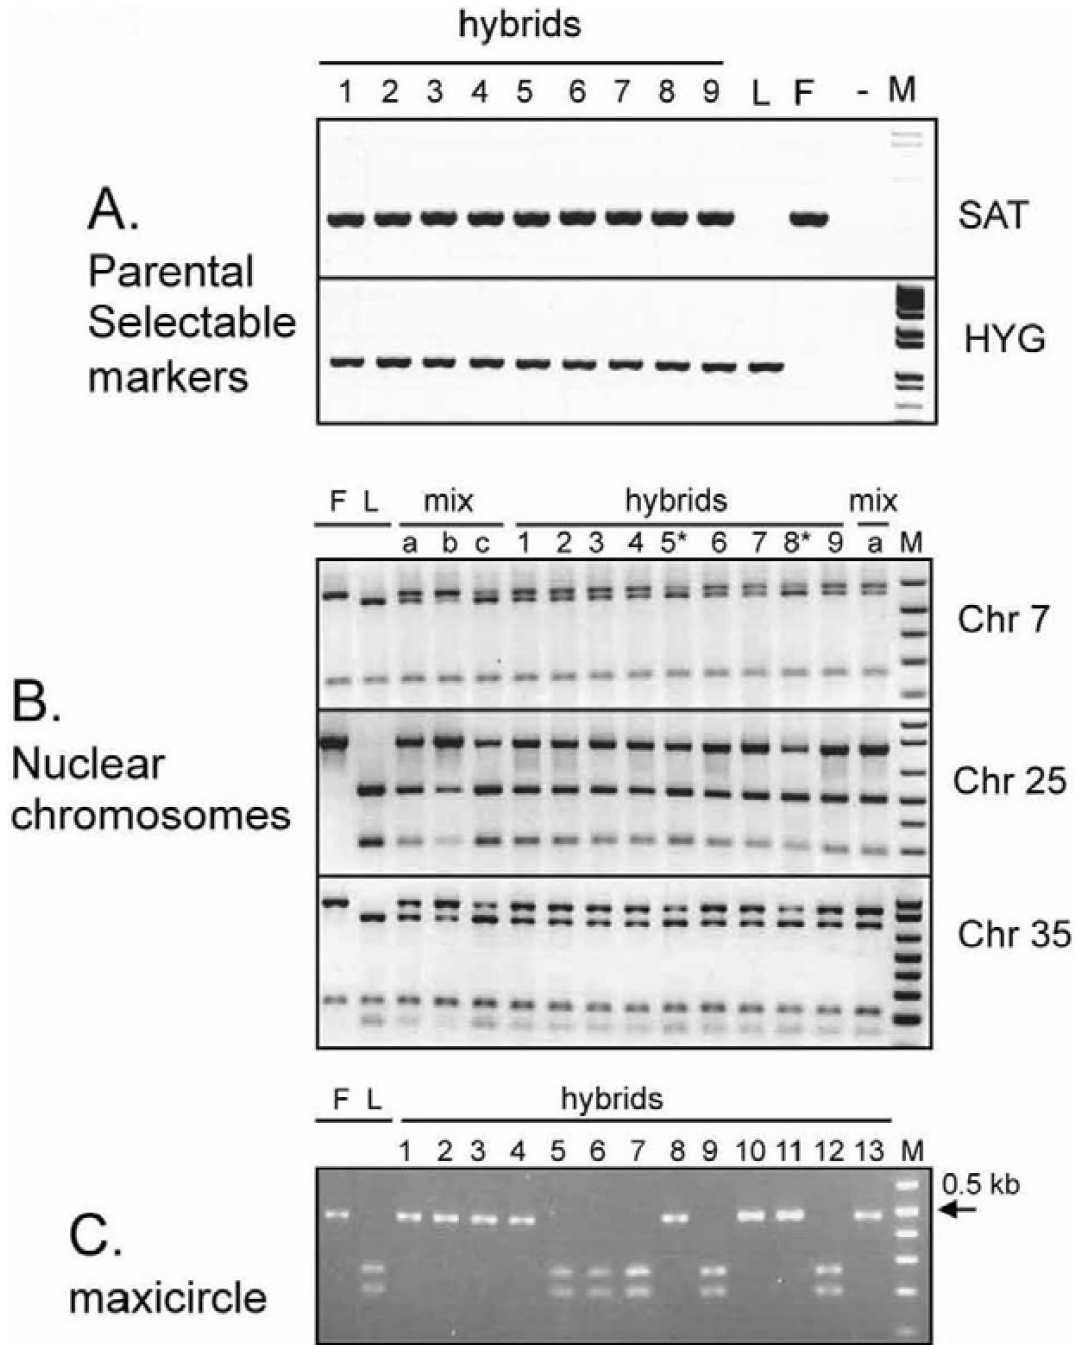 hybrids
1 2 3 4 5 6 7 8 9 L F - M
A.
Parental
Selectable
markers
SAT
HYG
F L mix hybrids mix
a b c 1 2 3 4 5* 6 7 8* 9 a M
B.
Nuclear
chromosomes
Chr 7
Chr 25
Chr 35
F L hybrids
1 2 3 4 5 6 7 8 9 10 11 12 13 M
0.5 kb
C.
maxicircle